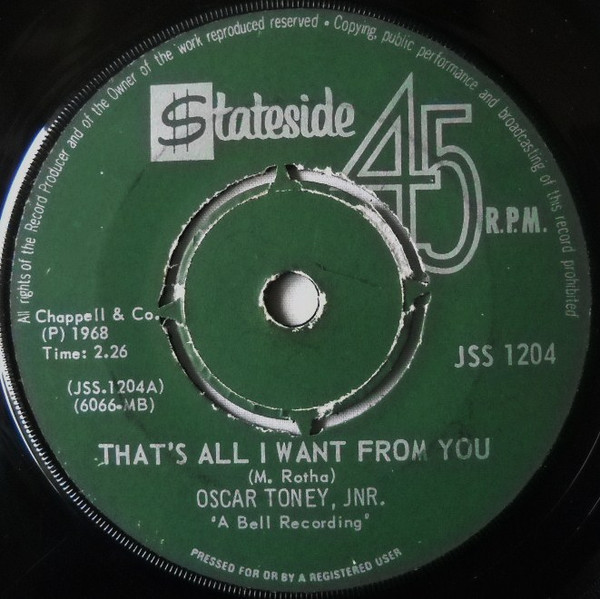 All rights of the Record Producer and of the Owner of the work reproduced reserved • Copying, public performance and broadcasting of this record prohibited
$tateside
45
R.P.M.
Chappell & Co.
(P) 1968
Time: 2.26
JSS 1204
(JSS.1204A)
(6066-MB)
THAT'S ALL I WANT FROM YOU
(M. Rotha)
OSCAR TONEY, JNR.
"A Bell Recording"
PRESSED FOR OR BY A REGISTERED USER